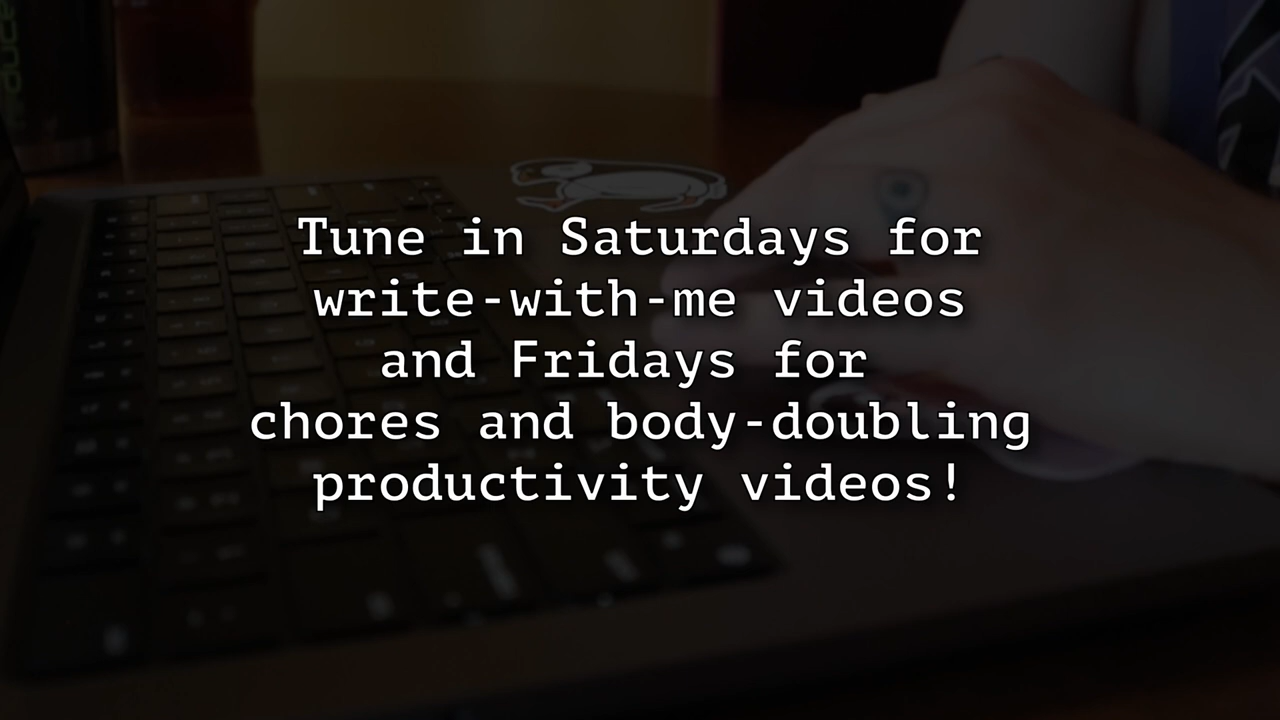 Tune in Saturdays for
write-with-me videos
and Fridays for
chores and body-doubling
productivity videos!